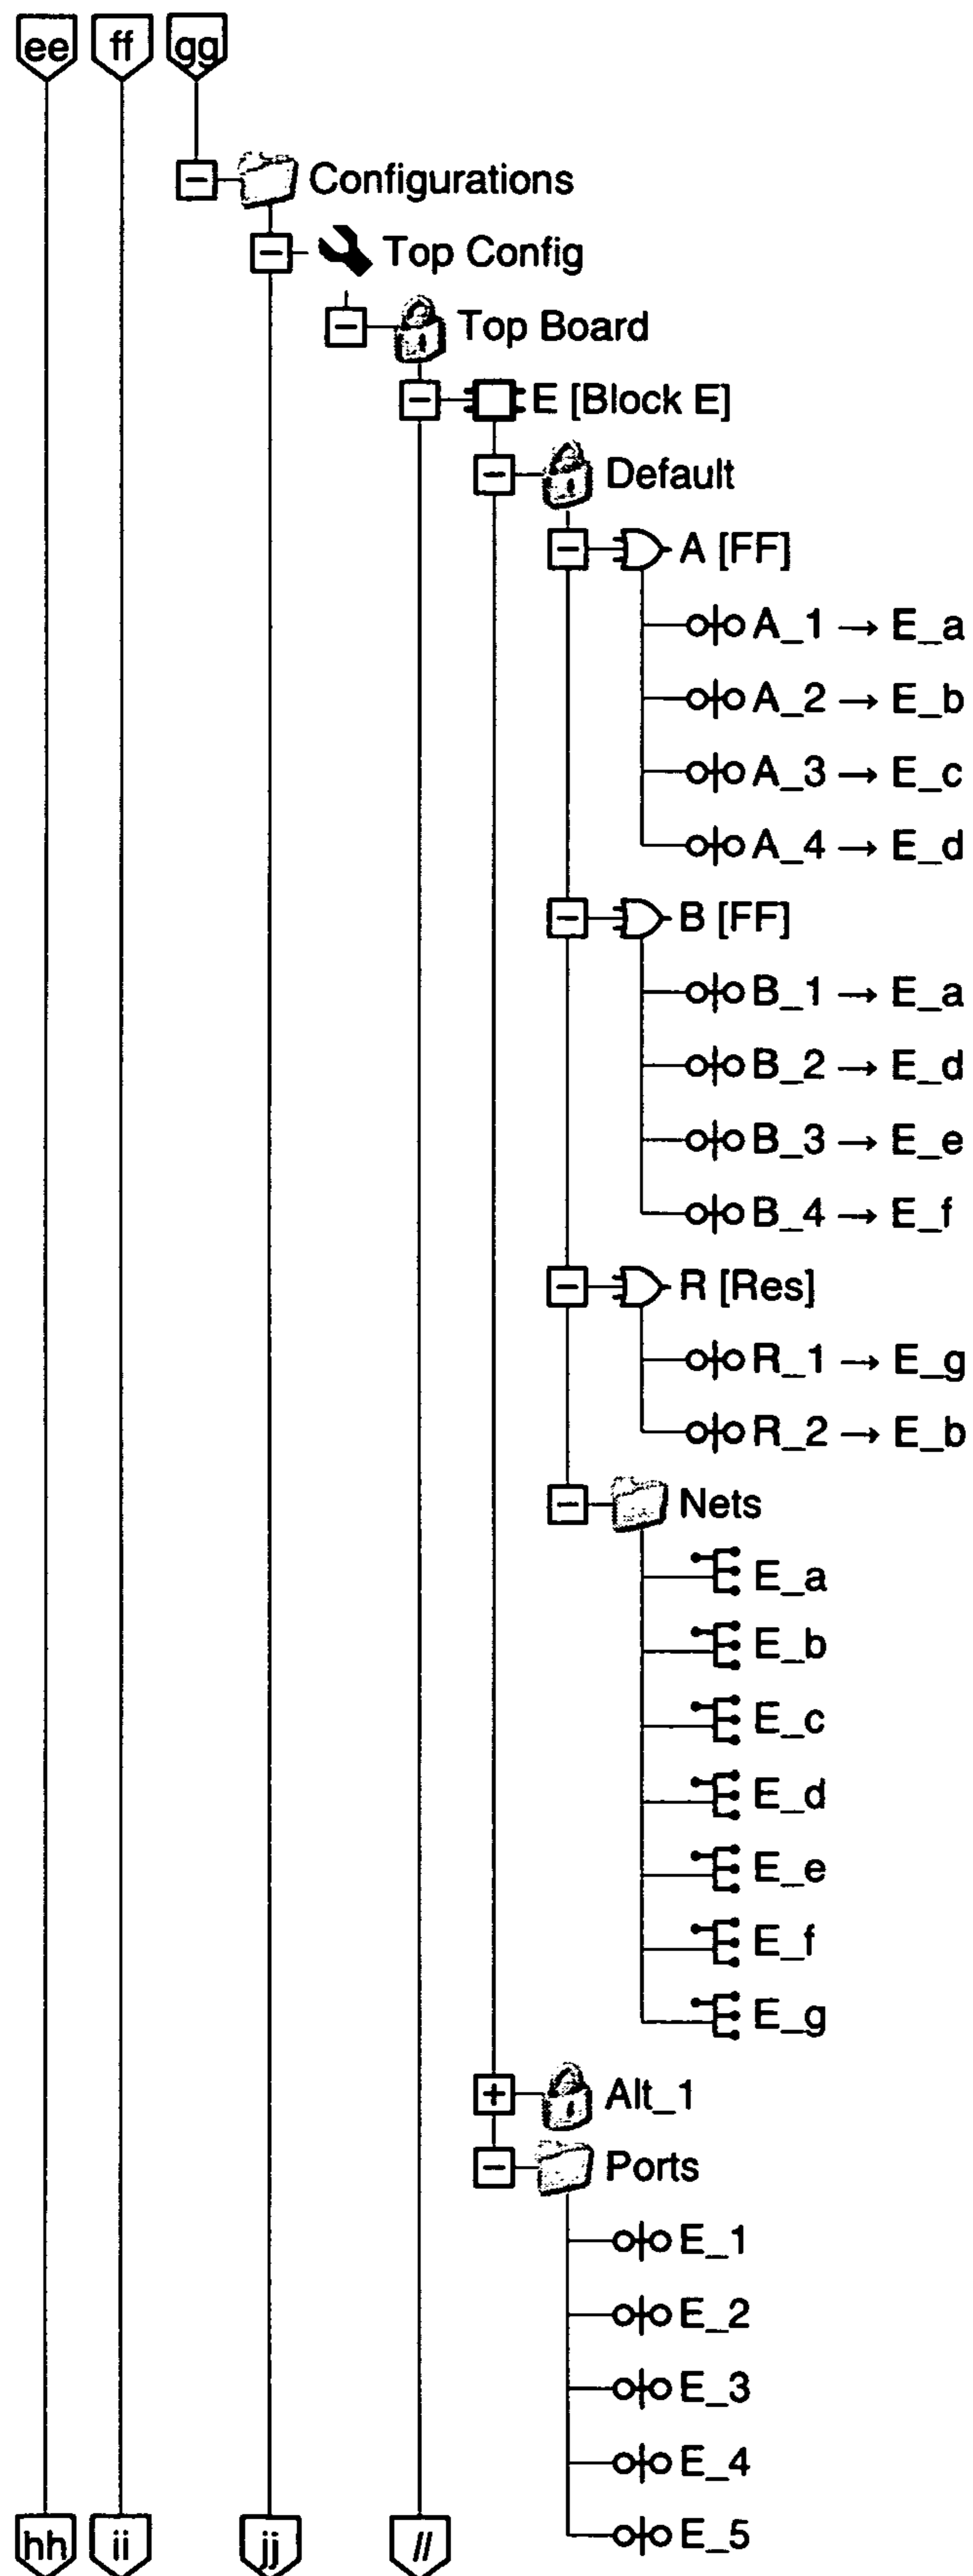 ee ff gg
Configurations
Top Config
Top Board
E [Block E]
Default
A [FF]
A_1 → E_a
A_2 → E_b
A_3 → E_c
A_4 → E_d
B [FF]
B_1 → E_a
B_2 → E_d
B_3 → E_e
B_4 → E_f
R [Res]
R_1 → E_g
R_2 → E_b
Nets
E_a
E_b
E_c
E_d
E_e
E_f
E_g
Alt_1
Ports
E_1
E_2
E_3
E_4
E_5
hh ii jj ll